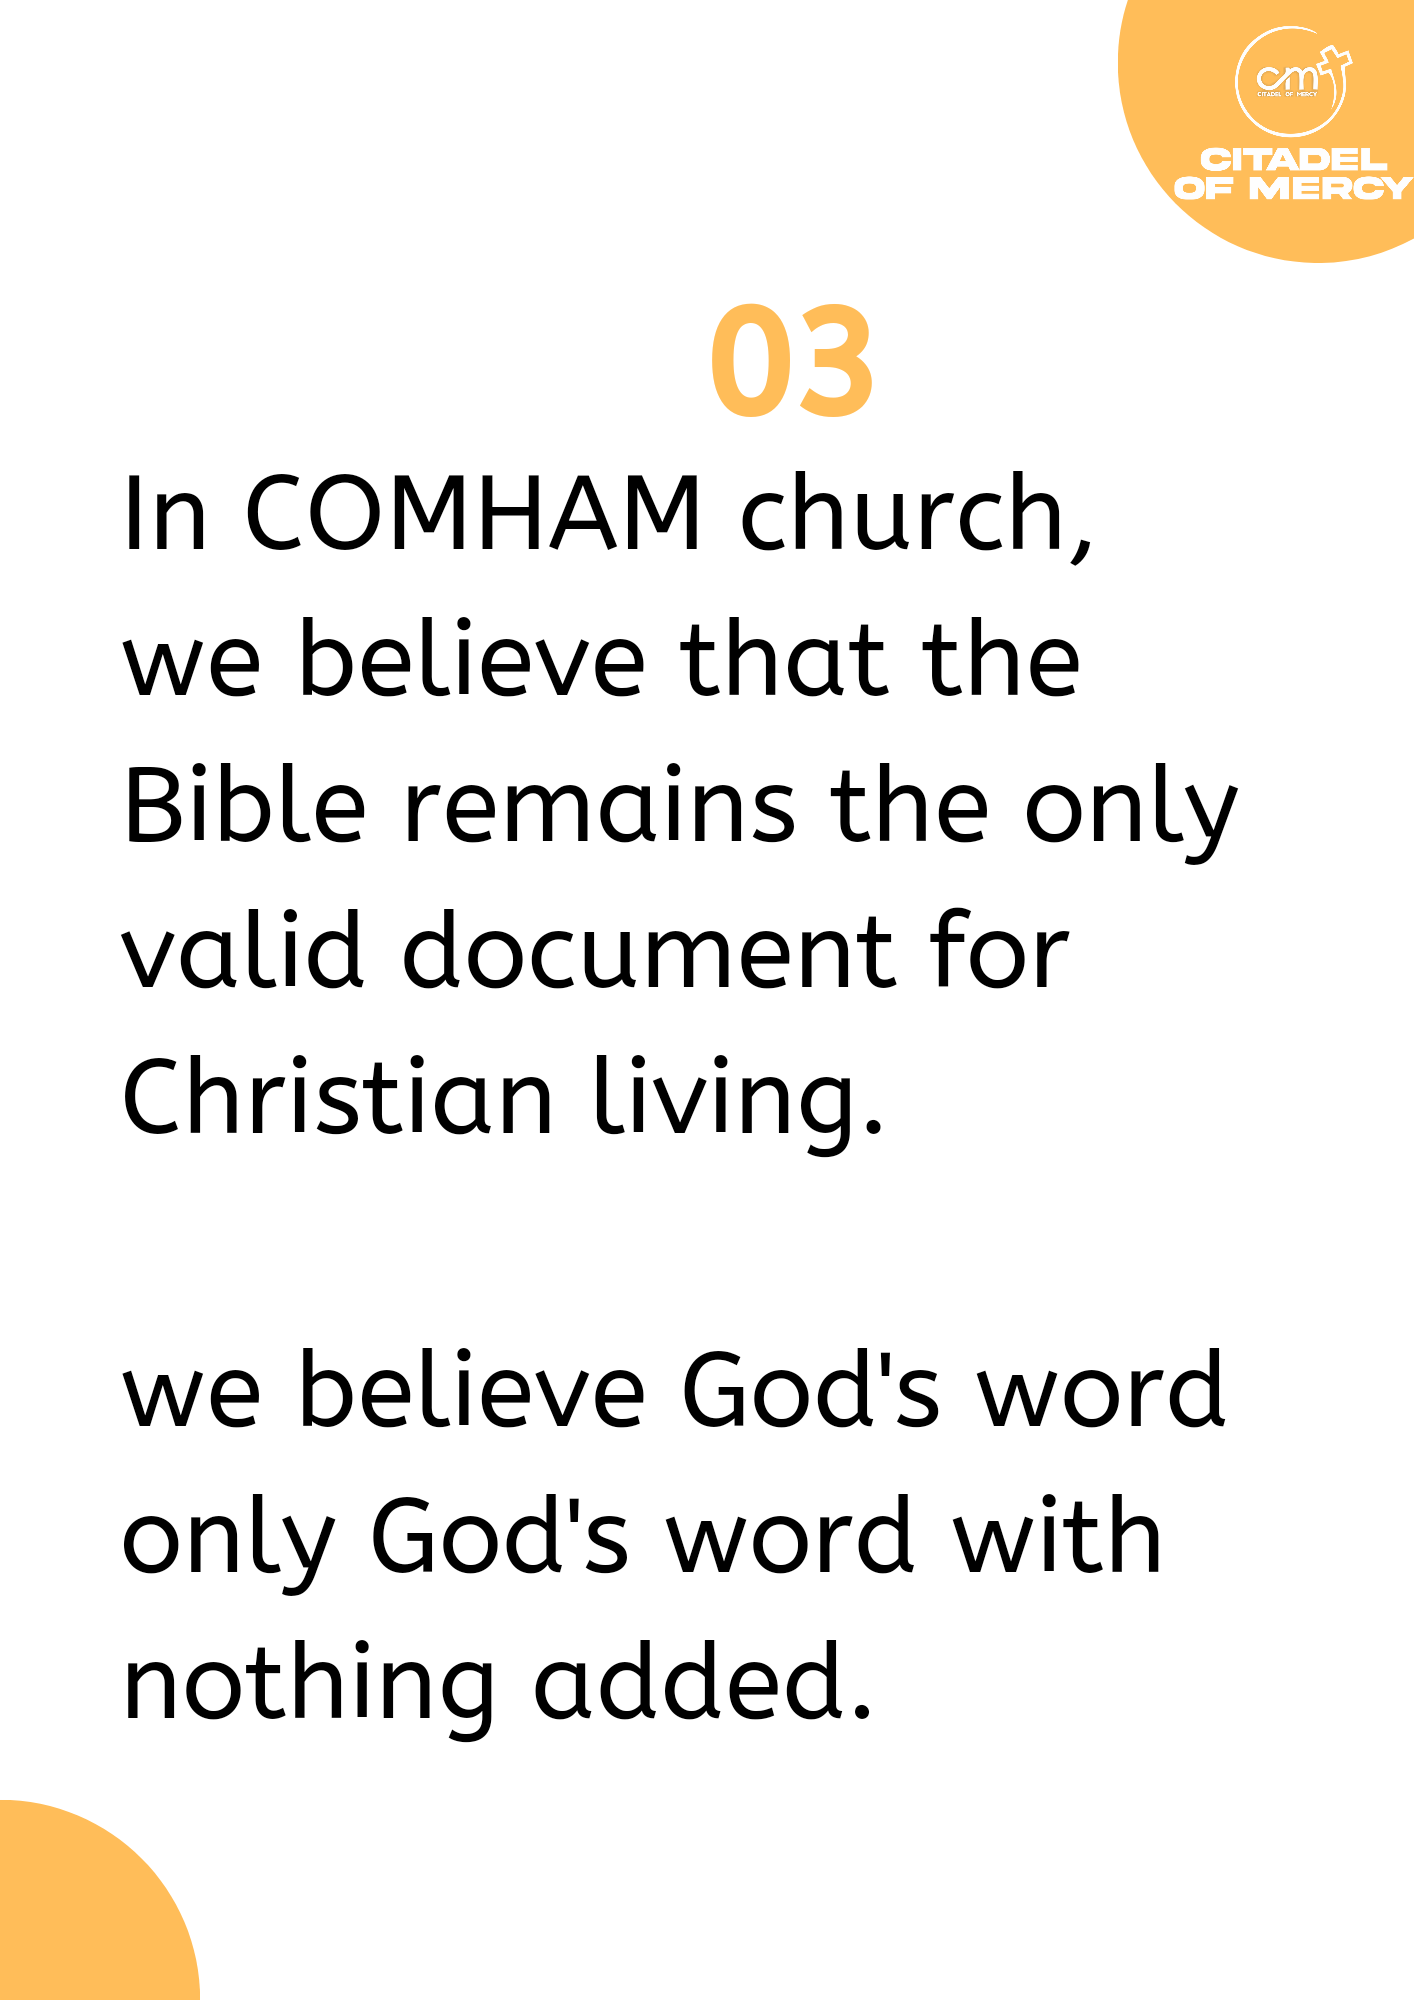 cm
CITADEL OF MERCY
CITADEL
OF MERCY
03
In COMHAM church,
we believe that the
Bible remains the only
valid document for
Christian living.
we believe God's word
only God's word with
nothing added.